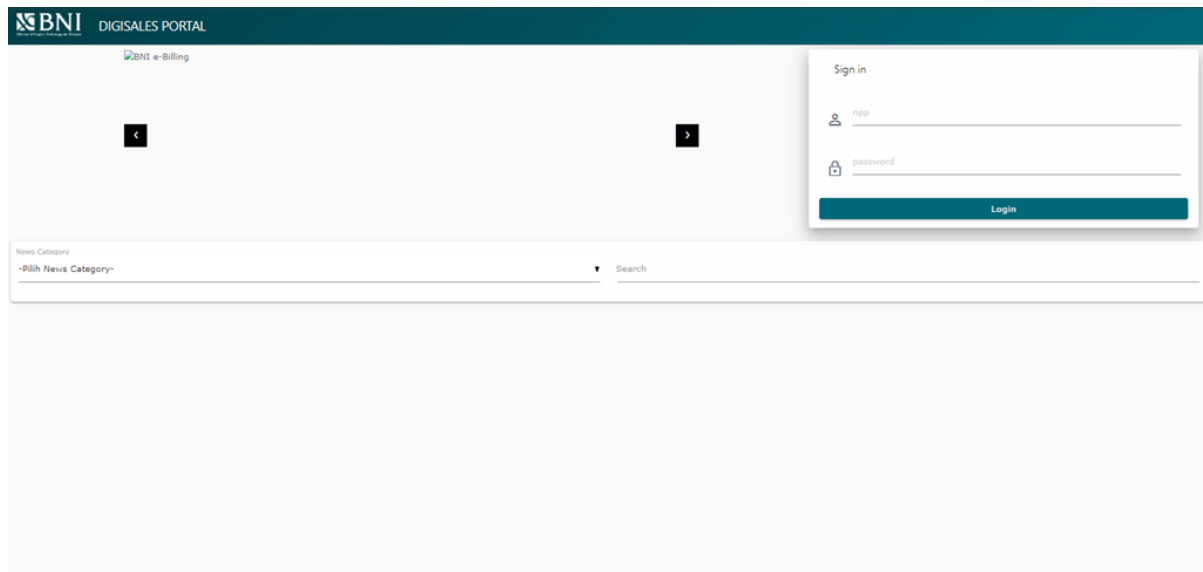 BNI
DIGISALES PORTAL
BNI e-Billing
Sign in
npp
password
Login
News Category
-Pilih News Category-
Search